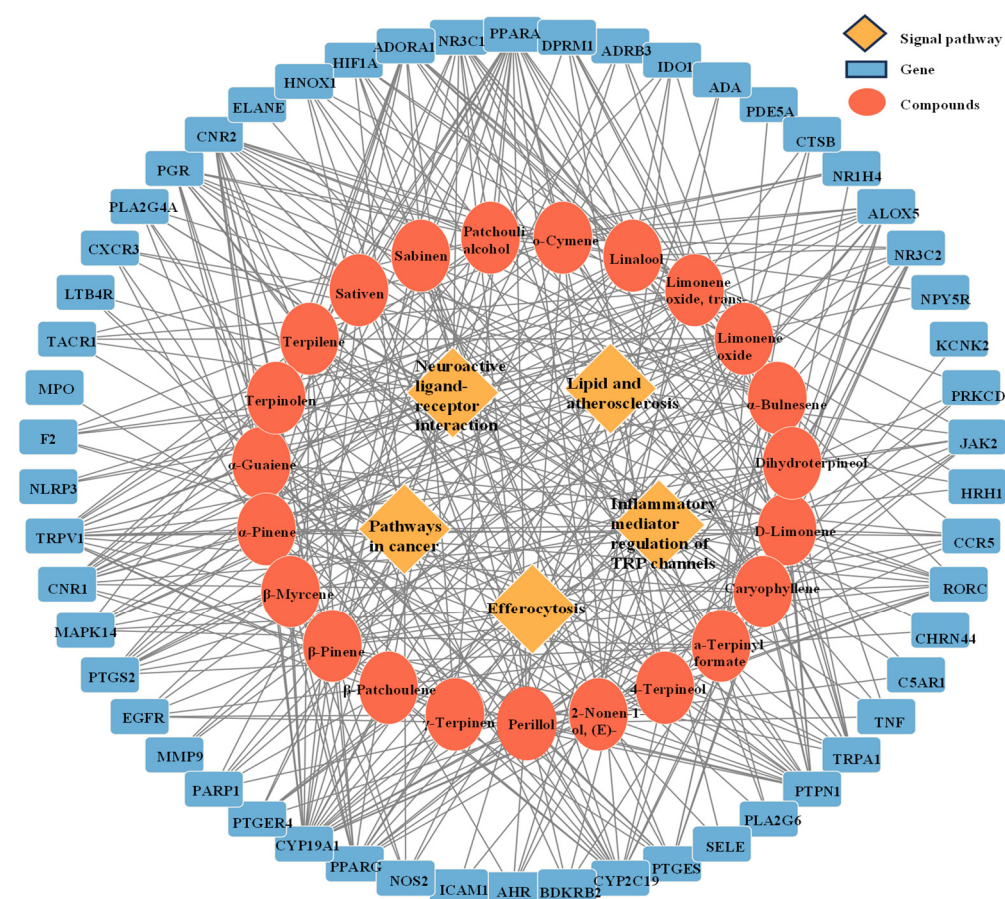 Signal pathway
Gene
Compounds
PPARA
DPRM1
ADRB3
IDO1
ADA
PDE5A
CTSB
NR1H4
ALOX5
NR3C2
NPY5R
KCNK2
PRKCD
JAK2
HRH1
CCR5
RORC
CHRN44
C5AR1
TNF
TRPA1
PTPN1
PLA2G6
SELE
PTGES
CYP2C19
BDKRB2
AHR
ICAM1
NOS2
PPARG
CYP19A1
PTGER4
PARP1
MMP9
EGFR
PTGS2
MAPK14
CNR1
TRPV1
NLRP3
F2
MPO
TACR1
LTB4R
CXCR3
PLA2G4A
PGR
CNR2
ELANE
HNOX1
HIF1A
ADORA1
NR3C1
Patchouli
alcohol
o-Cymene
Linalool
Limonene
oxide, trans-
Limonene
oxide
α-Bulnesene
Dihydroterpineol
D-Limonene
Caryophyllene
a-Terpinyl
formate
4-Terpineol
2-Nonen-1-
ol, (E)-
Perillol
γ-Terpinen
β-Patchoulene
β-Pinene
β-Myrcene
α-Pinene
α-Guaiene
Terpinolen
Terpilene
Sativen
Sabinen
Neuroactive
ligand-
receptor
interaction
Lipid and
atherosclerosis
Pathways
in cancer
Inflammatory
mediator
regulation of
TRP channels
Efferocytosis